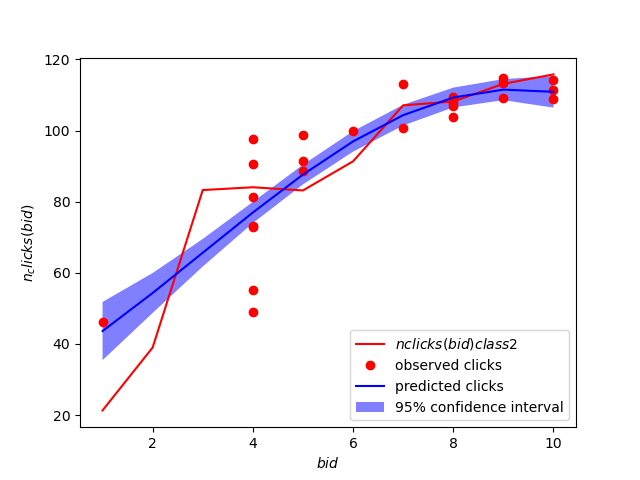 120
100
80
60
40
20
n_clicks(bid)
2
4
6
8
10
bid
nclicks(bid)class2
observed clicks
predicted clicks
95% confidence interval